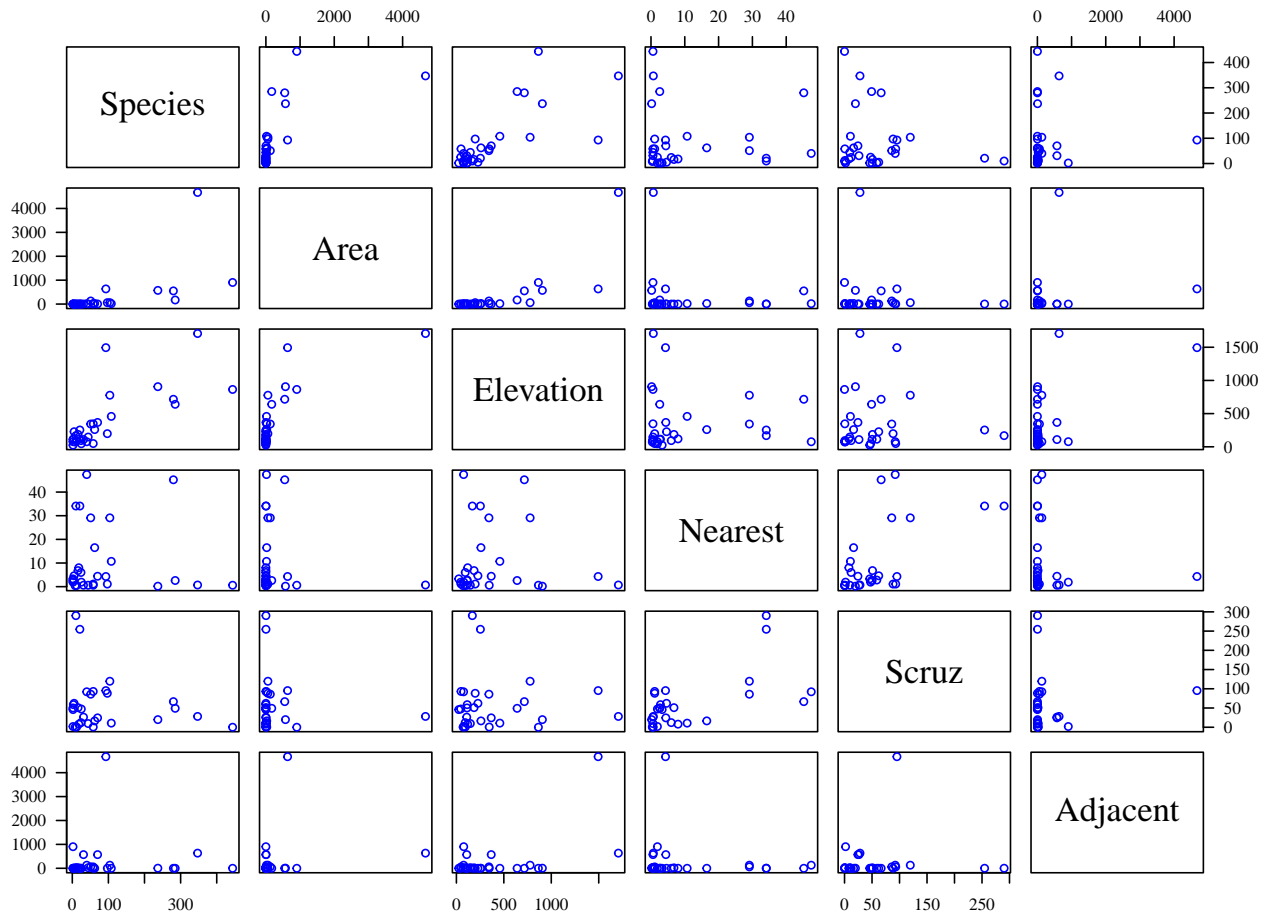 0 4000 0 10 20 40 0 2000 4000
Species 0 100 200 300 400
0 1000 2000 3000 4000 Area
Elevation 0 500 1000 1500
0 10 20 30 40 Nearest
Scruz 0 50 100 150 200 250 300
0 1000 2000 3000 4000 Adjacent
0 100 300 0 500 1000 0 50 150 250